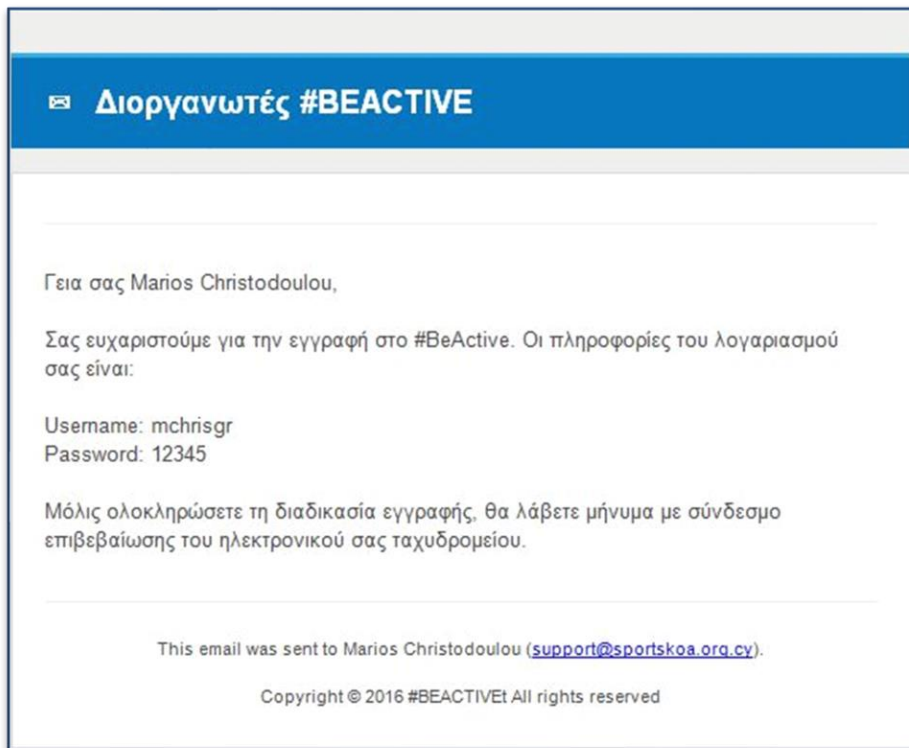 Διοργανωτές #BEACTIVE
Γεια σας Marios Christodoulou,
Σας ευχαριστούμε για την εγγραφή στο #BeActive. Οι πληροφορίες του λογαριασμού
σας είναι:
Username: mchrisgr
Password: 12345
Μόλις ολοκληρώσετε τη διαδικασία εγγραφής, θα λάβετε μήνυμα με σύνδεσμο
επιβεβαίωσης του ηλεκτρονικού σας ταχυδρομείου.
This email was sent to Marios Christodoulou (support@sportskoa.org.cy).
Copyright © 2016 #BEACTIVEt All rights reserved